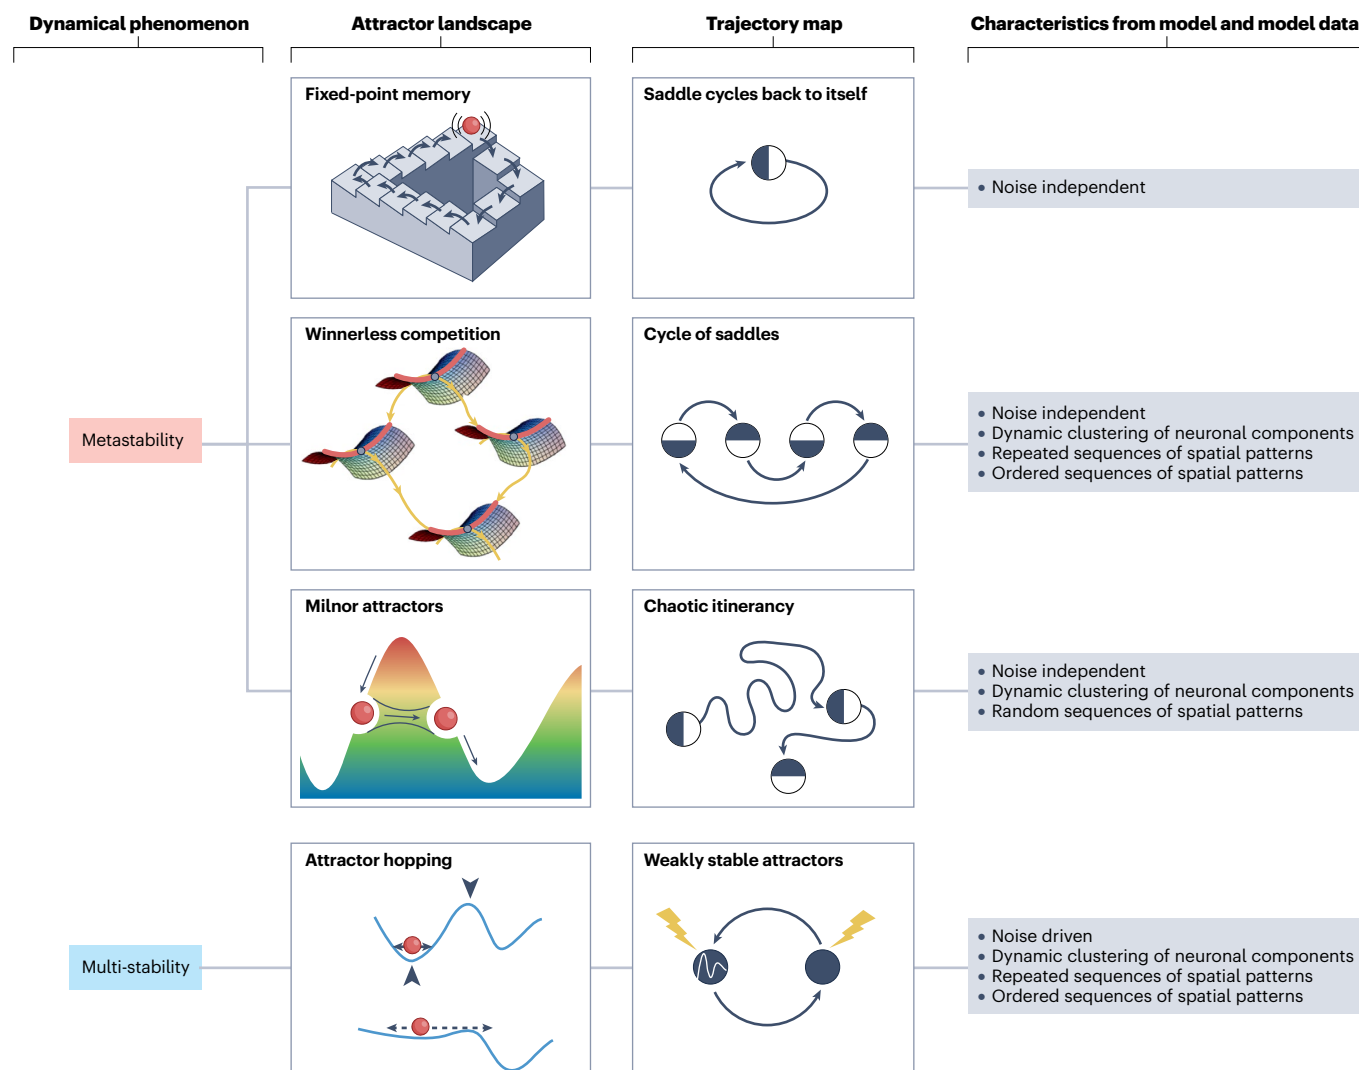 Dynamical phenomenon
Attractor landscape
Trajectory map
Characteristics from model and model data
Fixed-point memory
Saddle cycles back to itself
• Noise independent
Winnerless competition
Cycle of saddles
Metastability
• Noise independent
• Dynamic clustering of neuronal components
• Repeated sequences of spatial patterns
• Ordered sequences of spatial patterns
Milnor attractors
Chaotic itinerancy
• Noise independent
• Dynamic clustering of neuronal components
• Random sequences of spatial patterns
Attractor hopping
Weakly stable attractors
Multi-stability
• Noise driven
• Dynamic clustering of neuronal components
• Repeated sequences of spatial patterns
• Ordered sequences of spatial patterns